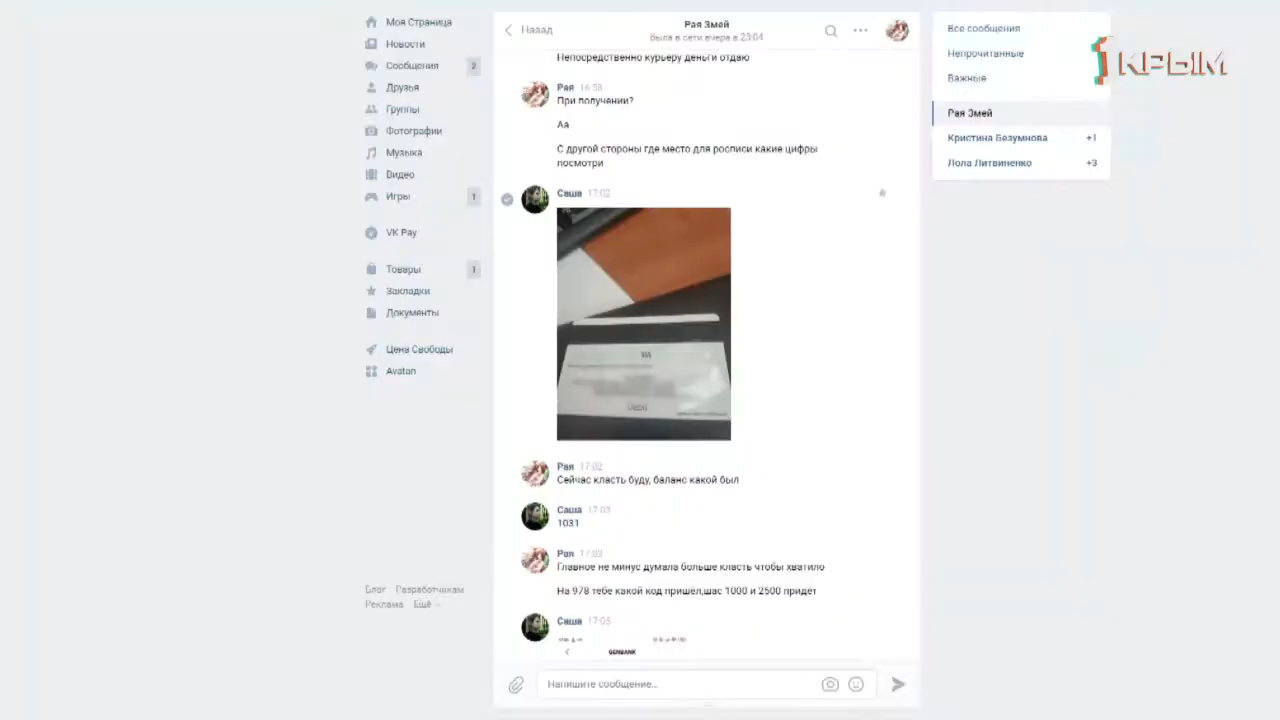 Моя Страница
Новости
Сообщения 2
Друзья
Группы
Фотографии
Музыка
Видео
Игры 1
VK Pay
Товары 1
Закладки
Документы
Цена Свободы
Avatan
Блог Разработчикам
Реклама Ещё
Назад
Рая Змей
была в сети вчера в 23:04
Непосредственно курьеру деньги отдаю
Рая 16:58
При получении?
Аа
С другой стороны где место для росписи какие цифры
посмотри
Саша 17:02
Рая 17:02
Сейчас класть буду, баланс какой был
Саша 17:03
1031
Рая 17:03
Главное не минус думала больше класть чтобы хватило
На 978 тебе какой код пришёл,шас 1000 и 2500 придёт
Саша 17:05
GENBANK
Напишите сообщение...
Все сообщения
Непрочитанные
Важные
Рая Змей
Кристина Безумнова +1
Лола Литвиненко +3
1 КРЫМ